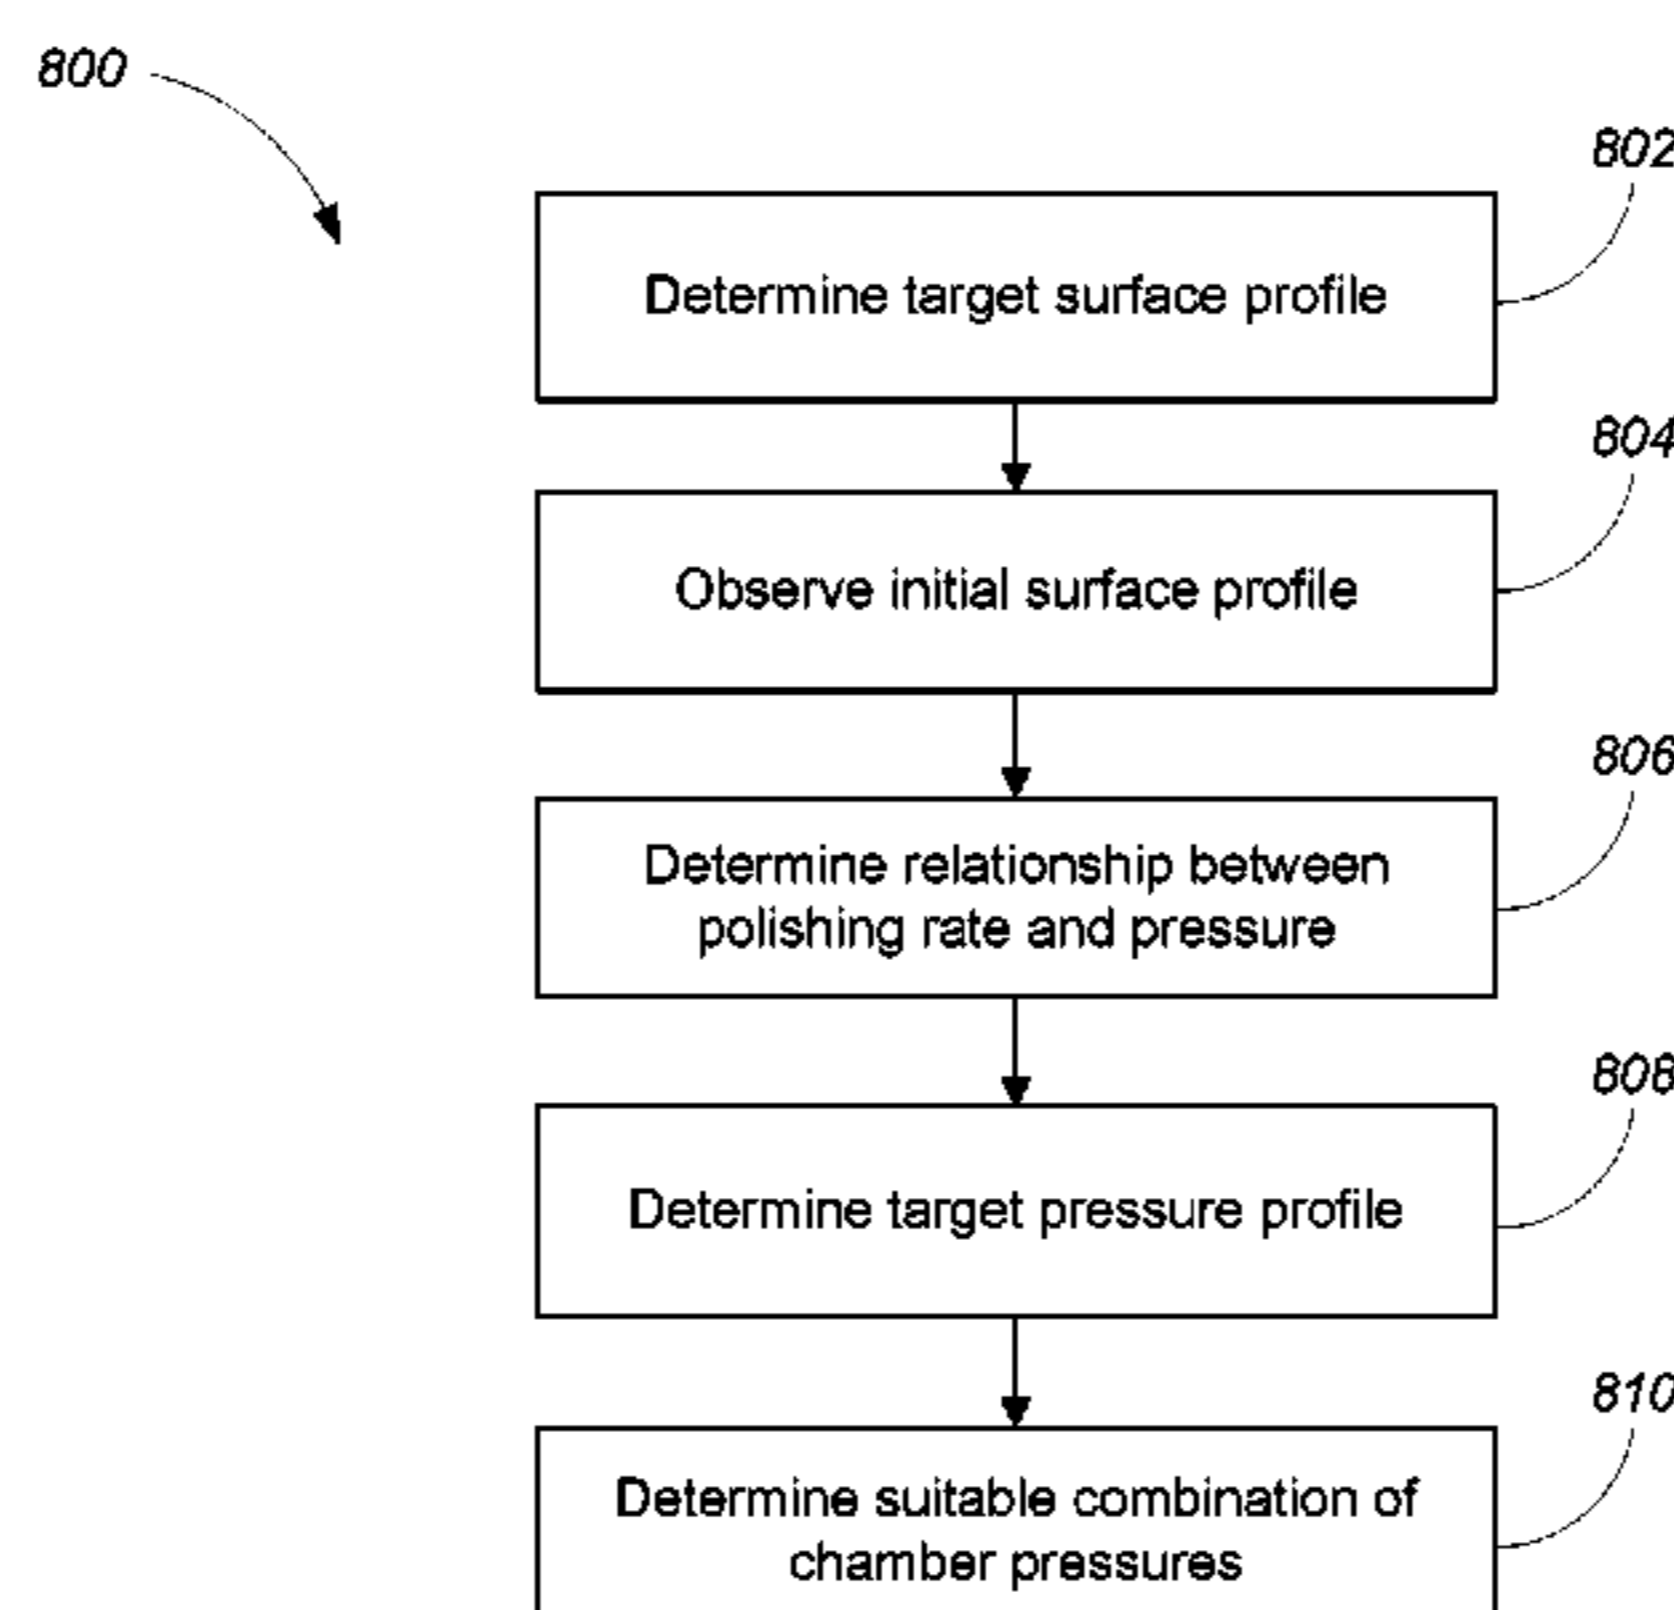 800
802
Determine target surface profile
804
Observe initial surface profile
806
Determine relationship between
polishing rate and pressure
808
Determine target pressure profile
810
Determine suitable combination of
chamber pressures